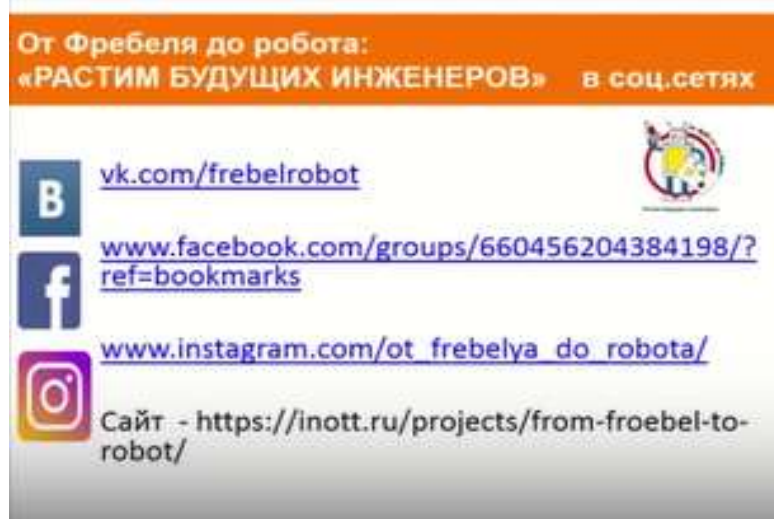 От Фребеля до робота:
«РАСТИМ БУДУЩИХ ИНЖЕНЕРОВ» в соц.сетях
vk.com/frebelrobot
www.facebook.com/groups/660456204384198/?
ref=bookmarks
www.instagram.com/ot_frebelya_do_robota/
Сайт - https://inott.ru/projects/from-froebel-to-
robot/